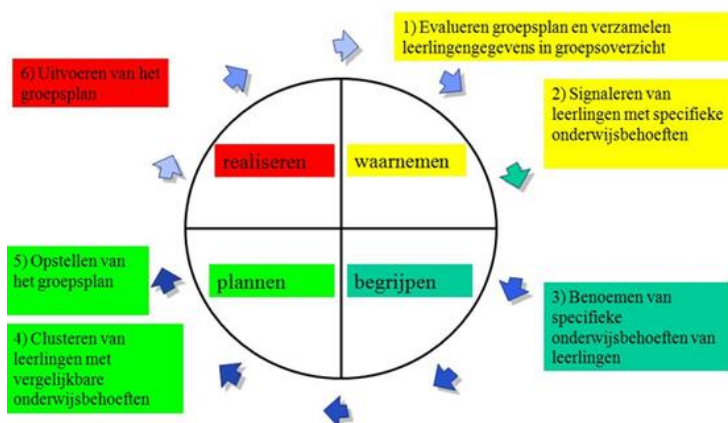 1) Evalueren groepsplan en verzamelen
leerlingengegevens in groepsoverzicht
6) Uitvoeren van het
groepsplan
2) Signaleren van
leerlingen met specifieke
onderwijsbehoeften
realiseren
waarnemen
5) Opstellen van
het groepsplan
plannen
begrijpen
3) Benoemen van
specifieke
onderwijsbehoeften van
leerlingen
4) Clusteren van
leerlingen met
vergelijkbare
onderwijsbehoeften